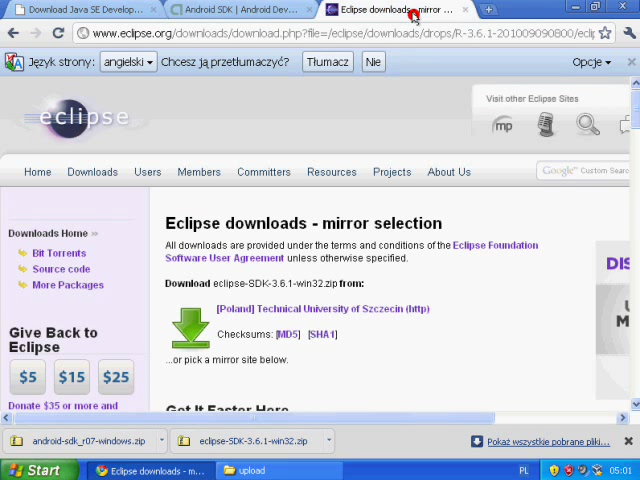 Download Java SE Develop...
Android SDK | Android Dev...
Eclipse downloads - mirror ...
www.eclipse.org/downloads/download.php?file=/eclipse/downloads/drops/R-3.6.1-201009090800/eclip
Język strony: angielski Chcesz ją przetłumaczyć? Tłumacz Nie Opcje
eclipse
Visit other Eclipse Sites
mp
Home Downloads Users Members Committers Resources Projects About Us
Google™ Custom Searc
Downloads Home >>
Bit Torrents
Source code
More Packages
Give Back to
Eclipse
$5 $15 $25
Donate $35 or more and
Eclipse downloads - mirror selection
All downloads are provided under the terms and conditions of the Eclipse Foundation
Software User Agreement unless otherwise specified.
Download eclipse-SDK-3.6.1-win32.zip from:
[Poland] Technical University of Szczecin (http)
Checksums: [MD5] [SHA1]
...or pick a mirror site below.
Get It Faster Here
DIS
U
M
android-sdk_r07-windows.zip
eclipse-SDK-3.6.1-win32.zip
Pokaż wszystkie pobrane pliki...
Start
Eclipse downloads - m...
upload
PL
05:01